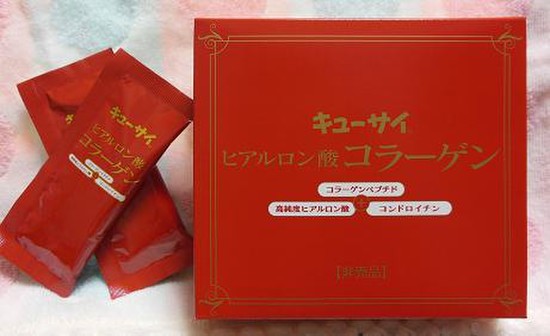 キューサイ
ヒアルロン酸コラーゲン
コラーゲンペプチド
高純度ヒアルロン酸
コンドロイチン
【非売品】
キューサイ
ヒアルロン酸
コラーゲン